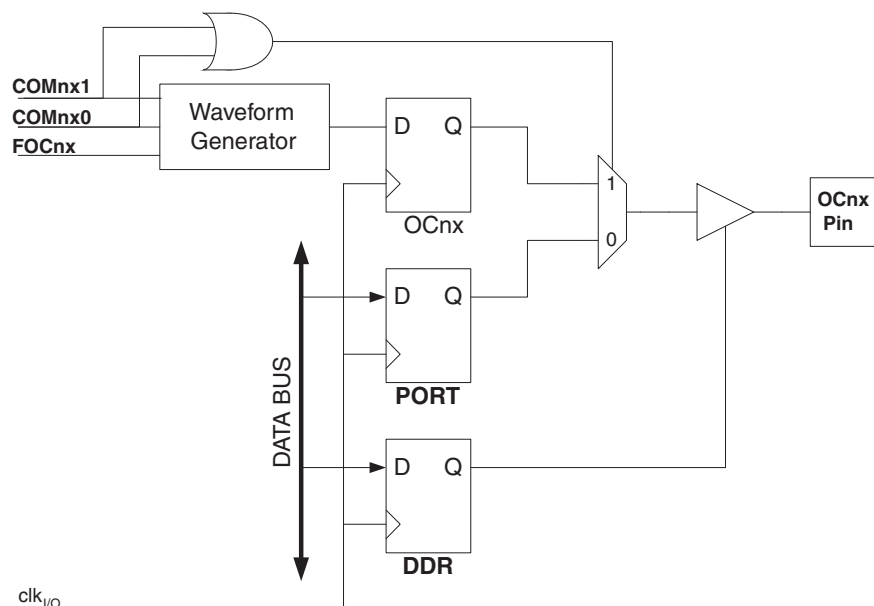 COMnx1
COMnx0
FOCnx
Waveform
Generator
D Q
OCnx
1
0
OCnx
Pin
D Q
PORT
DATA BUS
D Q
DDR
clkI/O